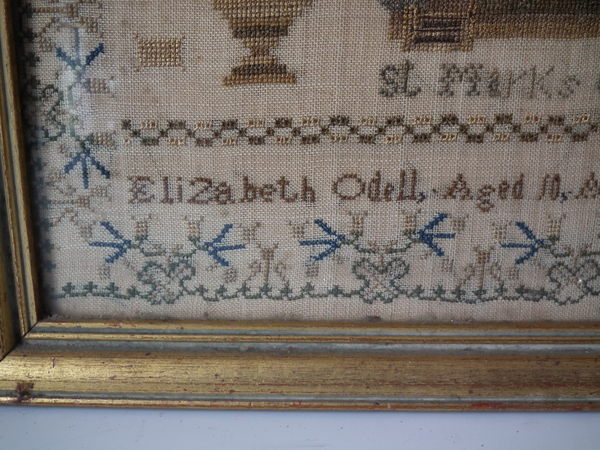 St Marks
Elizabeth Odell, Aged 10, A